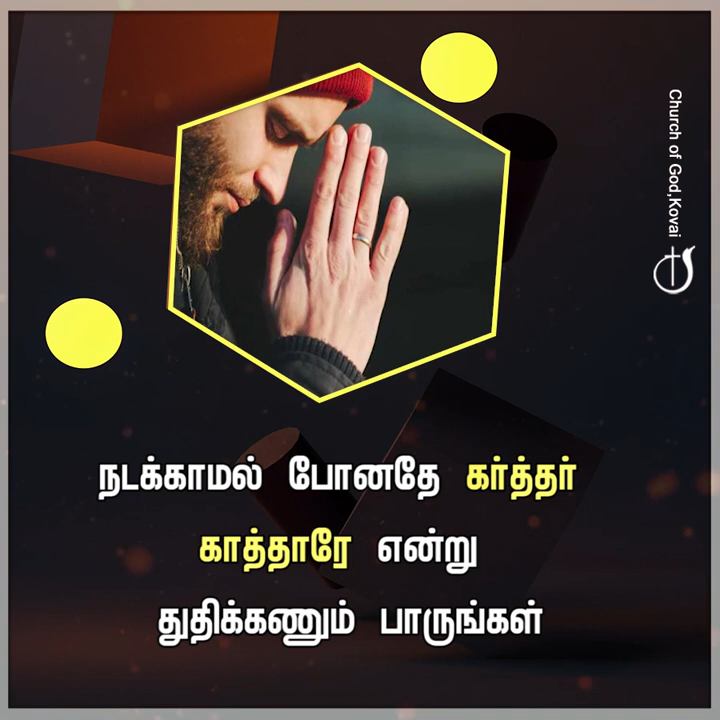 Church of God,Kovai
நடக்காமல் போனதே கர்த்தர்
காத்தாரே என்று
துதிக்கணும் பாருங்கள்